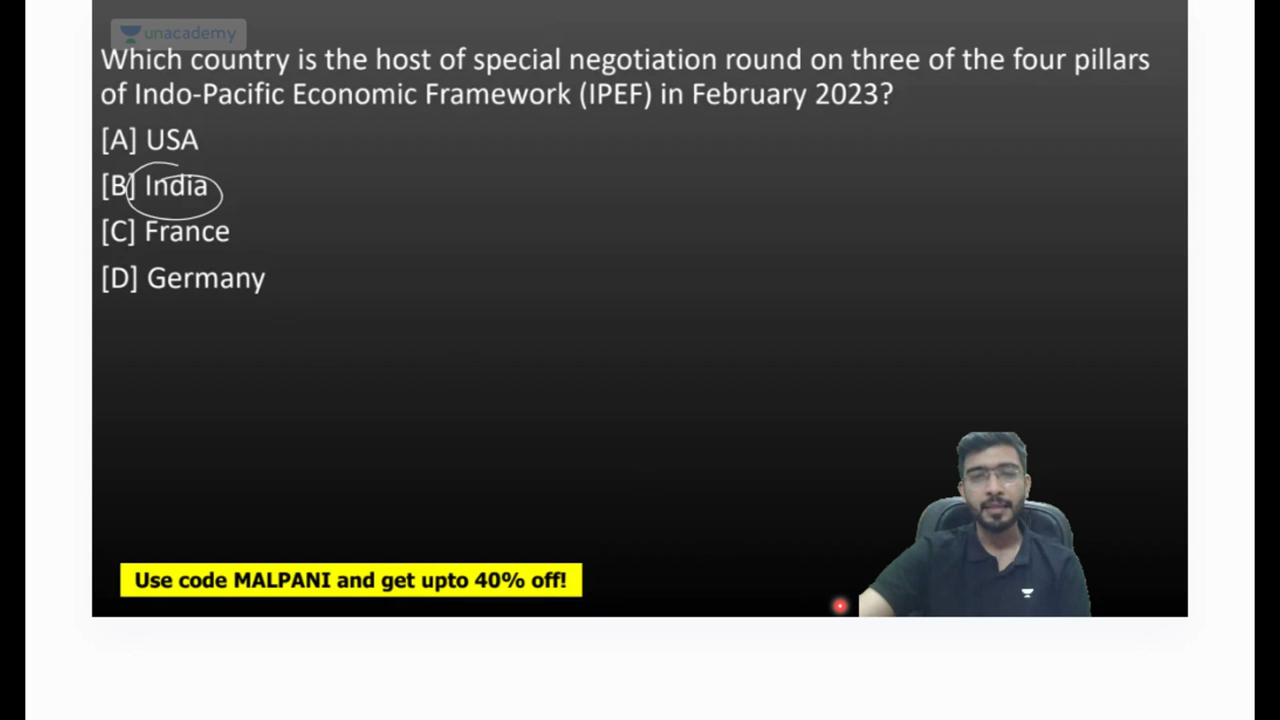 unacademy
Which country is the host of special negotiation round on three of the four pillars
of Indo-Pacific Economic Framework (IPEF) in February 2023?
[A] USA
[B] India
[C] France
[D] Germany
Use code MALPANI and get upto 40% off!